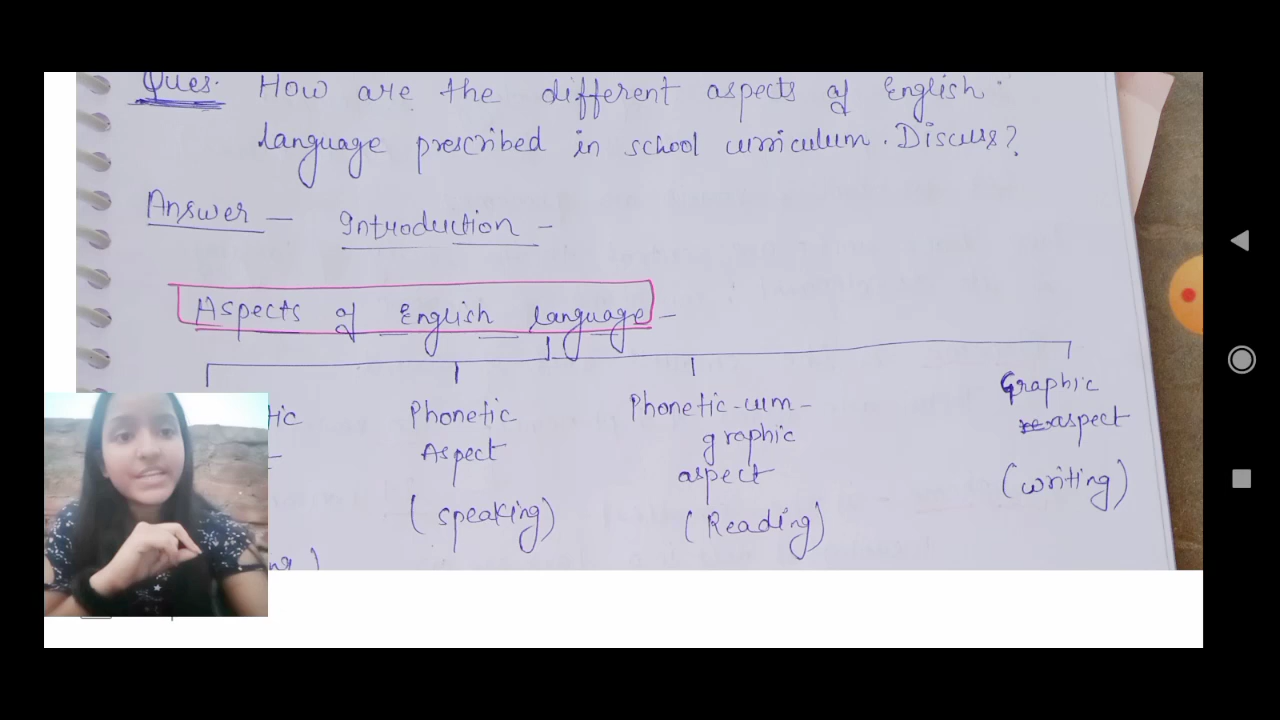 Ques. How are the different aspects of English
language prescribed in school curriculum. Discuss?
Answer - Introduction -
Aspects of English language -
Phonetic Phonetic-cum- Graphic
Aspect graphic aspect
(speaking) aspect (writing)
(Reading)